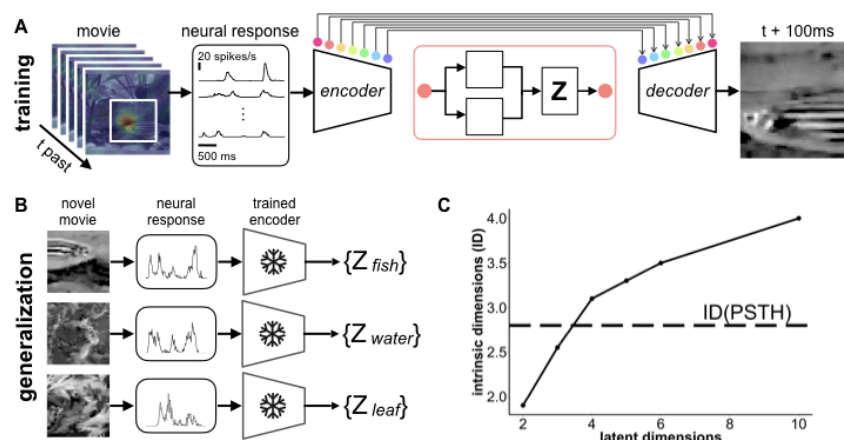 A
movie
neural response
t + 100ms
training
t past
20 spikes/s
⋮
500 ms
encoder
Z
decoder
B
novel
movie
neural
response
trained
encoder
generalization
{Z fish}
{Z water}
{Z leaf}
C
intrinsic dimensions (ID)
4.0
3.5
3.0
2.5
2.0
ID(PSTH)
2
4
6
8
10
latent dimensions